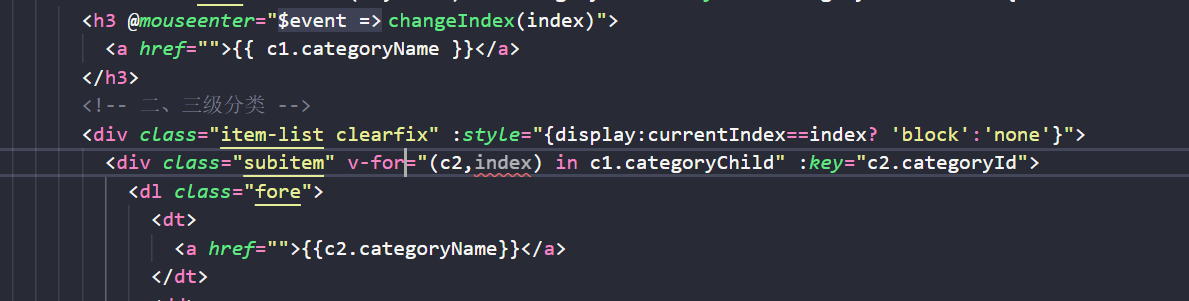 <h3 @mouseenter="$event => changeIndex(index)">
<a href="">{{ c1.categoryName }}</a>
</h3>
<!-- 二、三级分类 -->
<div class="item-list clearfix" :style="{display:currentIndex==index? 'block':'none'}">
<div class="subitem" v-for="(c2,index) in c1.categoryChild" :key="c2.categoryId">
<dl class="fore">
<dt>
<a href="">{{c2.categoryName}}</a>
</dt>